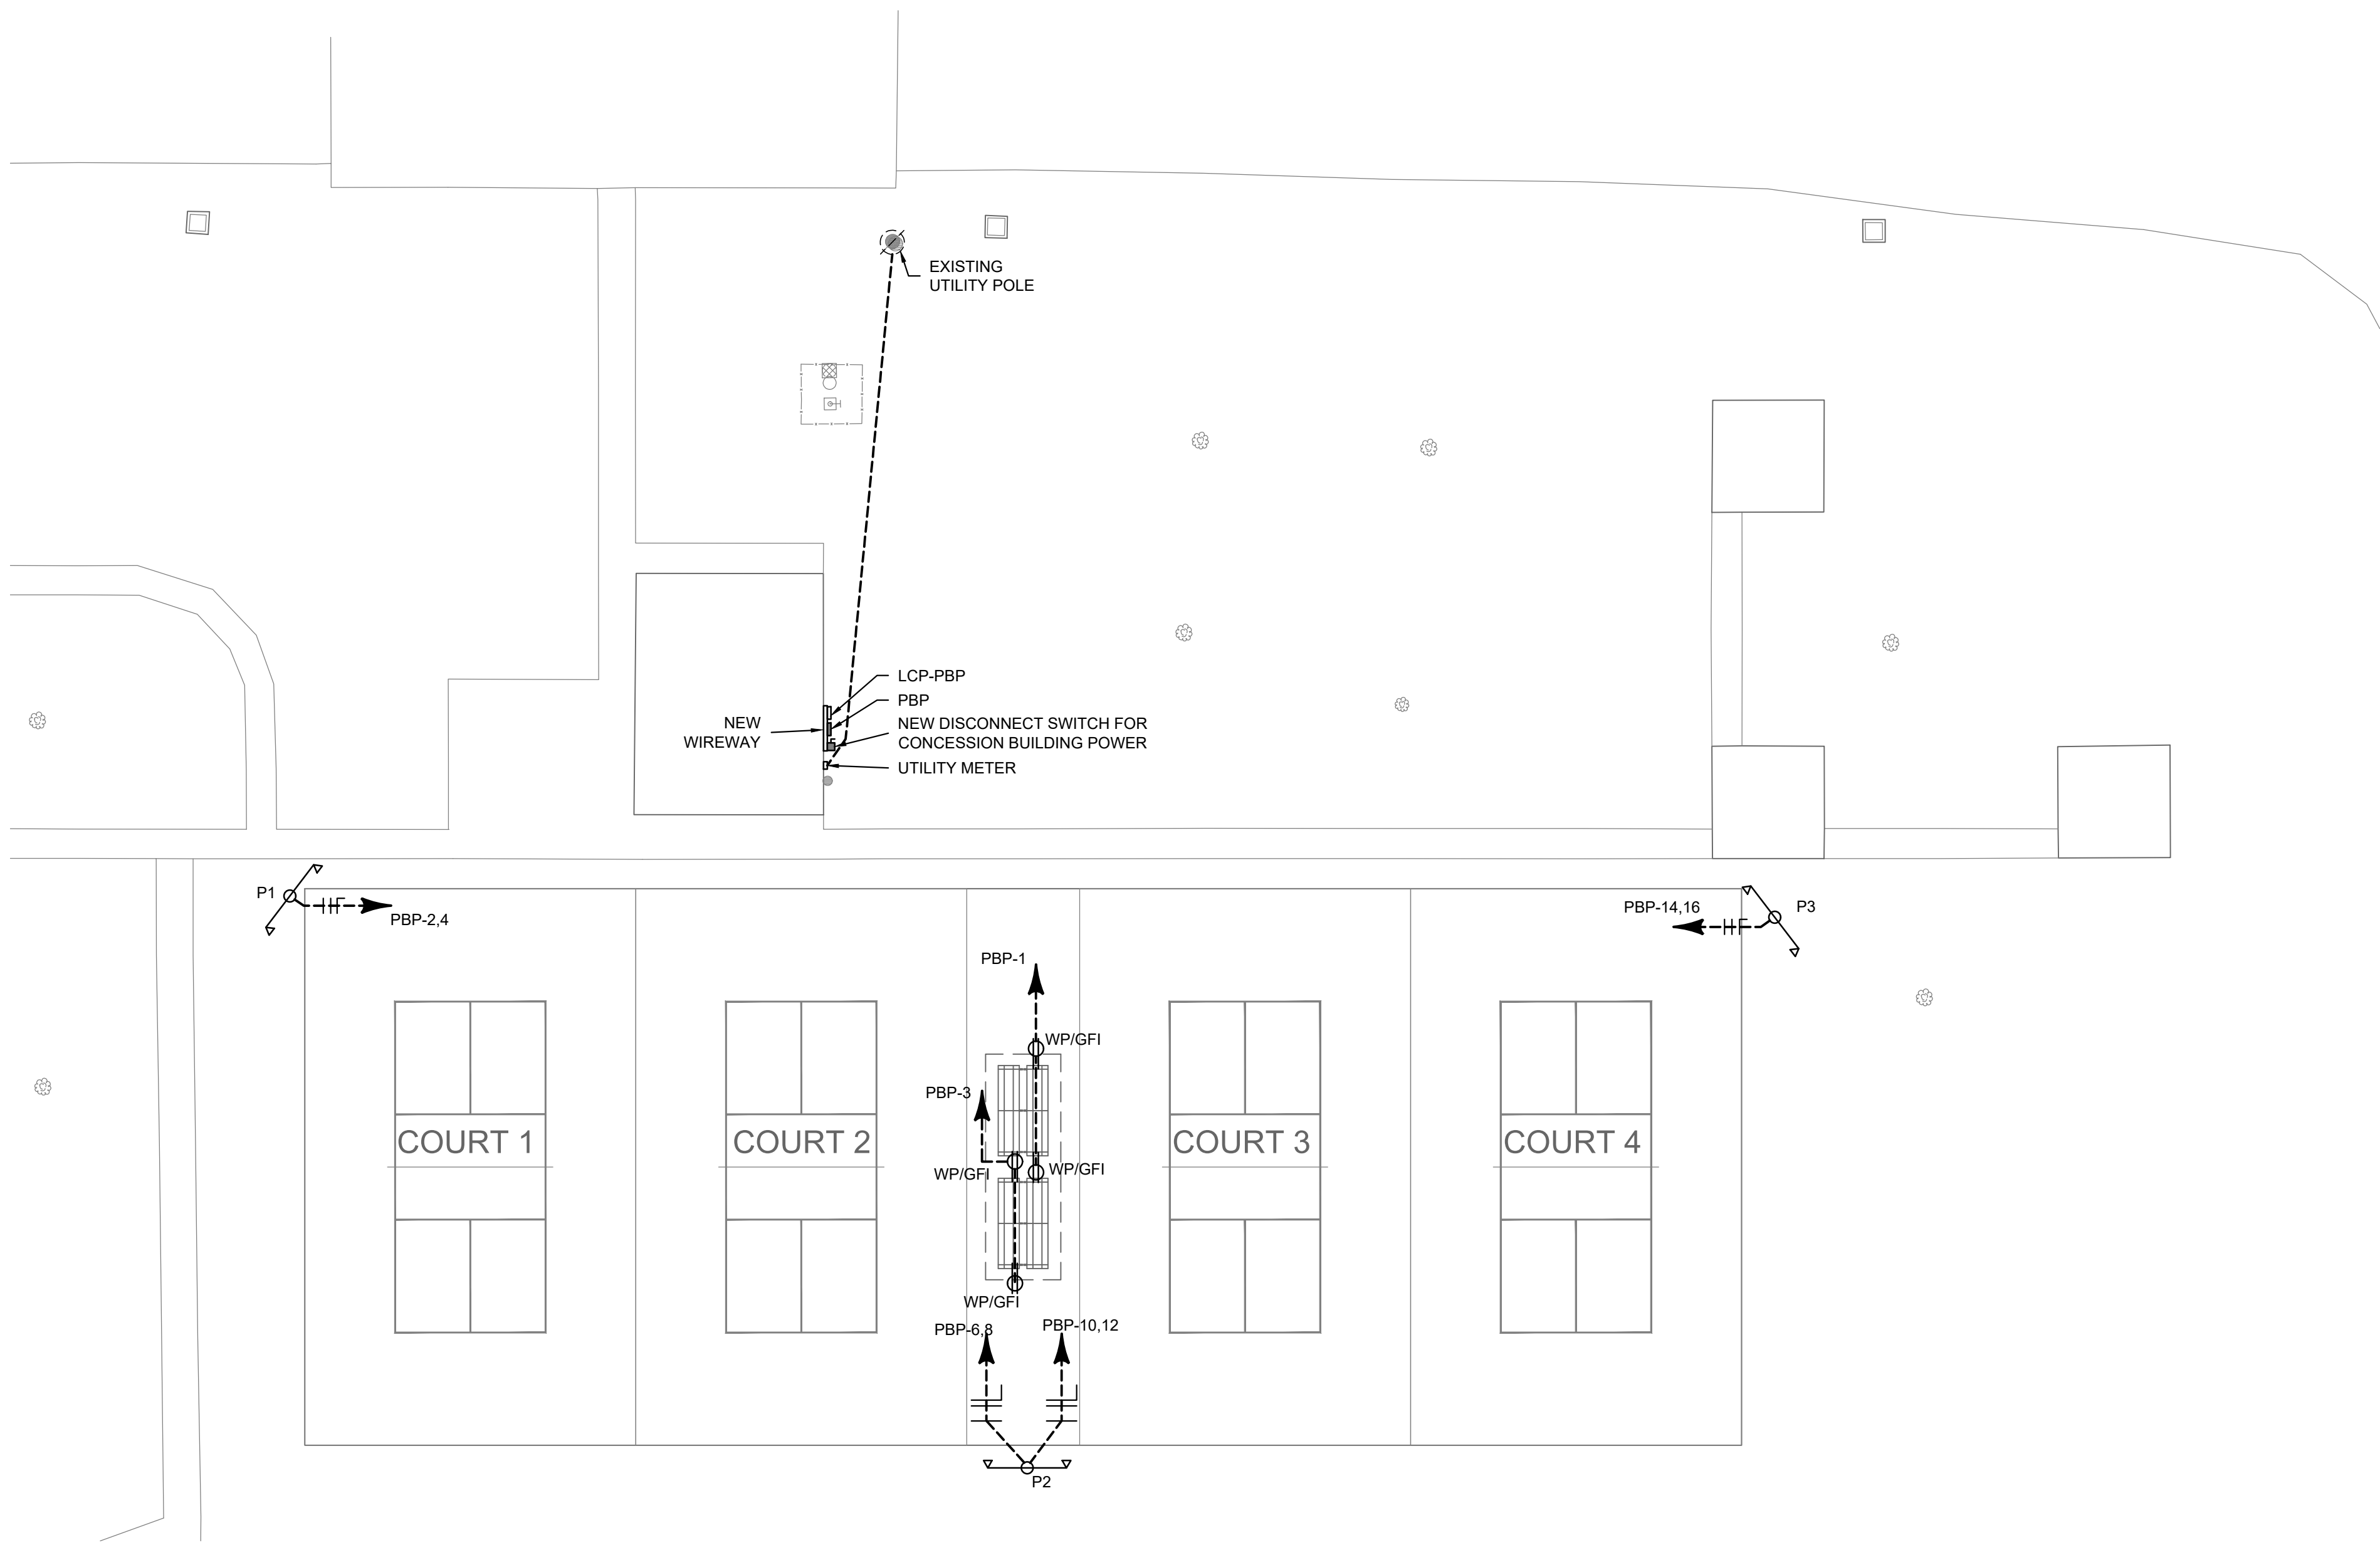 EXISTING
UTILITY POLE
LCP-PBP
PBP
NEW
WIREWAY
NEW DISCONNECT SWITCH FOR
CONCESSION BUILDING POWER
UTILITY METER
P1
PBP-2,4
PBP-14,16
P3
PBP-1
WP/GFI
PBP-3
COURT 1
COURT 2
COURT 3
COURT 4
WP/GFI
WP/GFI
WP/GFI
PBP-6,8
PBP-10,12
P2